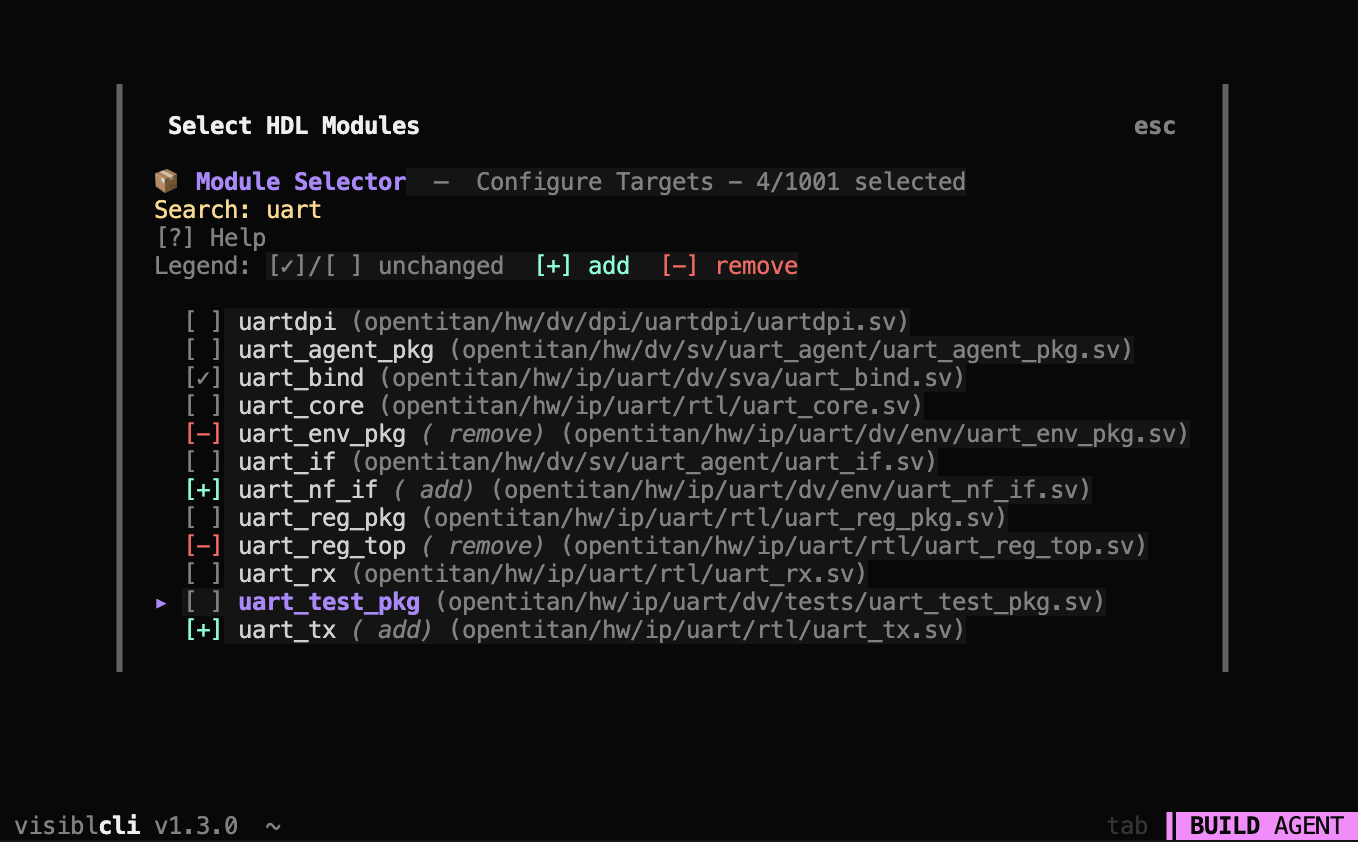 Select HDL Modules esc
📦 Module Selector — Configure Targets — 4/1001 selected
Search: uart
[?] Help
Legend: [✓]/[ ] unchanged [+] add [−] remove
[ ] uartdpi (opentitan/hw/dv/dpi/uartdpi/uartdpi.sv)
[ ] uart_agent_pkg (opentitan/hw/dv/sv/uart_agent/uart_agent_pkg.sv)
[✓] uart_bind (opentitan/hw/ip/uart/dv/sva/uart_bind.sv)
[ ] uart_core (opentitan/hw/ip/uart/rtl/uart_core.sv)
[−] uart_env_pkg ( remove) (opentitan/hw/ip/uart/dv/env/uart_env_pkg.sv)
[ ] uart_if (opentitan/hw/dv/sv/uart_agent/uart_if.sv)
[+] uart_nf_if ( add) (opentitan/hw/ip/uart/dv/env/uart_nf_if.sv)
[ ] uart_reg_pkg (opentitan/hw/ip/uart/rtl/uart_reg_pkg.sv)
[−] uart_reg_top ( remove) (opentitan/hw/ip/uart/rtl/uart_reg_top.sv)
[ ] uart_rx (opentitan/hw/ip/uart/rtl/uart_rx.sv)
▸ [ ] uart_test_pkg (opentitan/hw/ip/uart/dv/tests/uart_test_pkg.sv)
[+] uart_tx ( add) (opentitan/hw/ip/uart/rtl/uart_tx.sv)
visiblcli v1.3.0 ~ tab BUILD AGENT